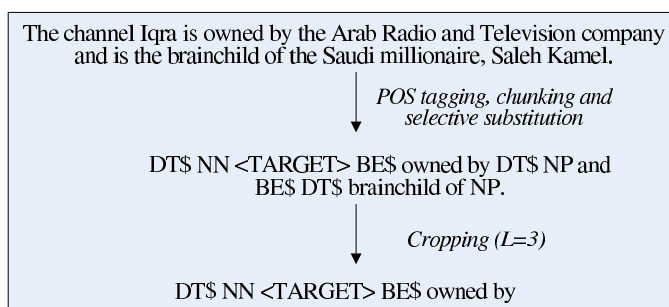 The channel Iqra is owned by the Arab Radio and Television company
and is the brainchild of the Saudi millionaire, Saleh Kamel.
POS tagging, chunking and
selective substitution
DT$ NN <TARGET> BE$ owned by DT$ NP and
BE$ DT$ brainchild of NP.
Cropping (L=3)
DT$ NN <TARGET> BE$ owned by